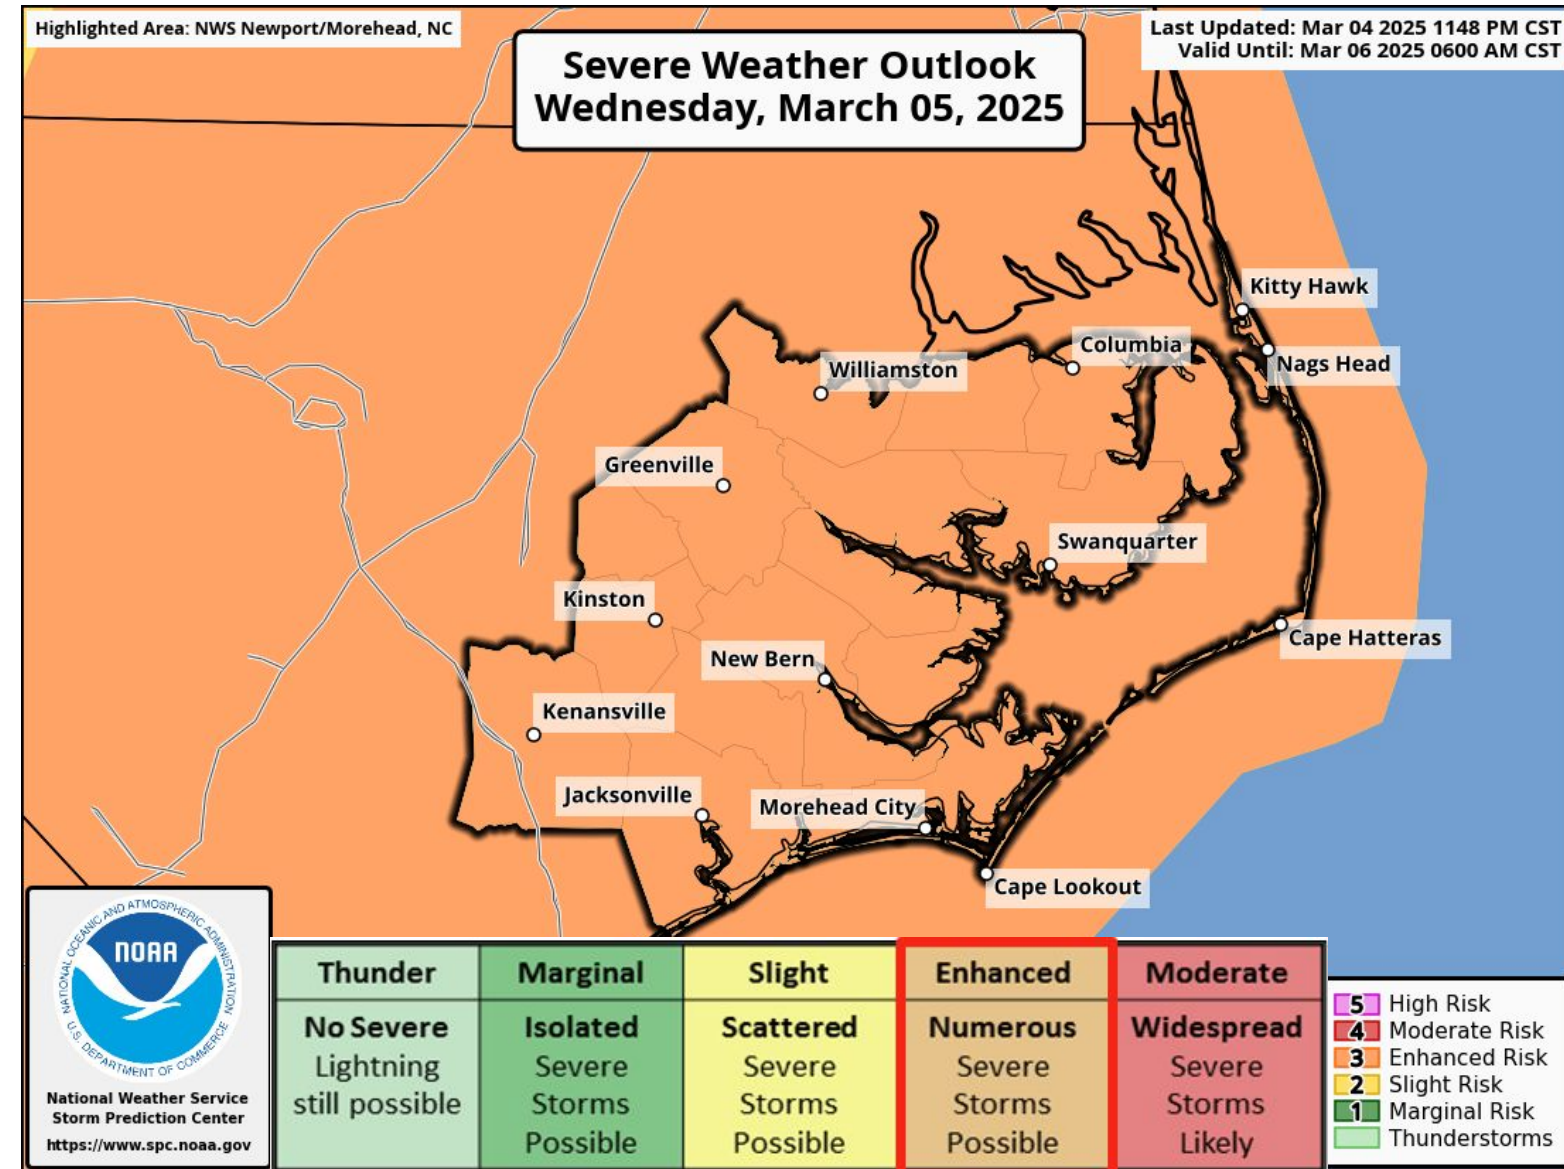 Highlighted Area: NWS Newport/Morehead, NC
Last Updated: Mar 04 2025 1148 PM CST
Valid Until: Mar 06 2025 0600 AM CST
Severe Weather Outlook
Wednesday, March 05, 2025
Kitty Hawk
Columbia
Nags Head
Williamston
Greenville
Swanquarter
Kinston
Cape Hatteras
New Bern
Kenansville
Jacksonville
Morehead City
Cape Lookout
NATIONAL OCEANIC AND ATMOSPHERIC ADMINISTRATION
NOAA
U.S. DEPARTMENT OF COMMERCE
National Weather Service
Storm Prediction Center
https://www.spc.noaa.gov
Thunder
No Severe
Lightning
still possible
Marginal
Isolated
Severe
Storms
Possible
Slight
Scattered
Severe
Storms
Possible
Enhanced
Numerous
Severe
Storms
Possible
Moderate
Widespread
Severe
Storms
Likely
5 High Risk
4 Moderate Risk
3 Enhanced Risk
2 Slight Risk
1 Marginal Risk
Thunderstorms